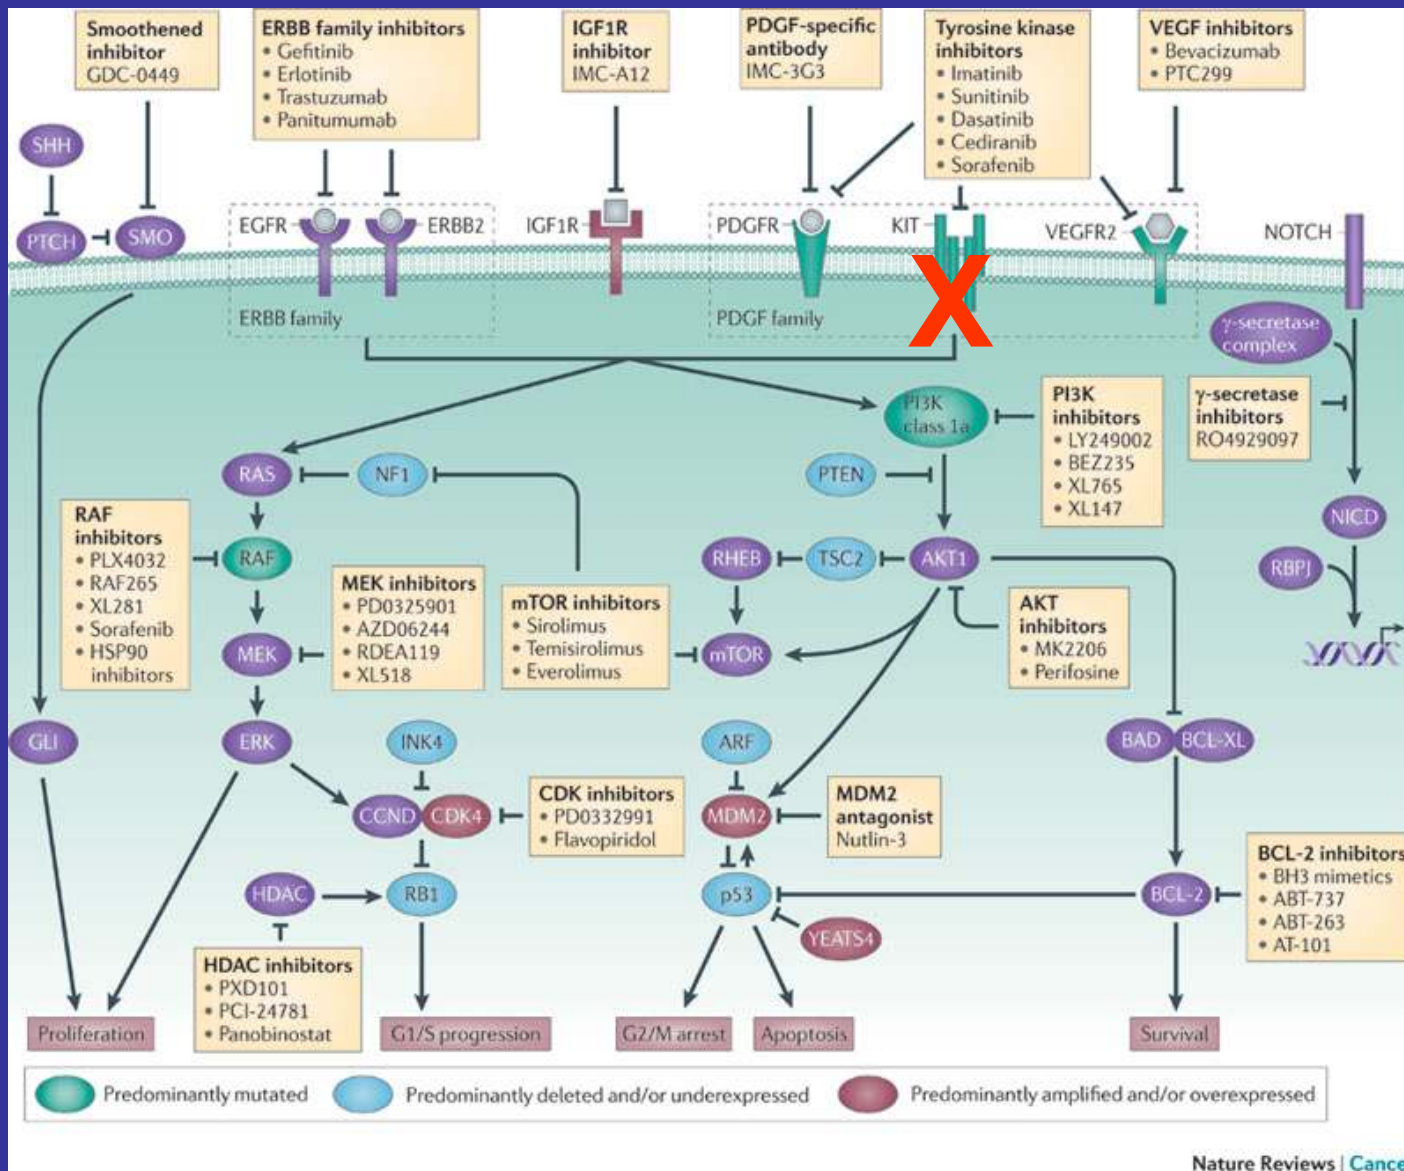 Smoothened
inhibitor
GDC-0449
ERBB family inhibitors
• Gefitinib
• Erlotinib
• Trastuzumab
• Panitumumab
IGF1R
inhibitor
IMC-A12
PDGF-specific
antibody
IMC-3G3
Tyrosine kinase
inhibitors
• Imatinib
• Sunitinib
• Dasatinib
• Cediranib
• Sorafenib
VEGF inhibitors
• Bevacizumab
• PTC299
SHH
PTCH
SMO
EGFR
ERBB2
ERBB family
IGF1R
PDGFR
KIT
VEGFR2
PDGF family
X
NOTCH
γ-secretase
complex
PI3K
class 1a
PI3K
inhibitors
• LY249002
• BEZ235
• XL765
• XL147
γ-secretase
inhibitors
RO4929097
RAS
NF1
PTEN
NICD
RAF
inhibitors
• PLX4032
• RAF265
• XL281
• Sorafenib
• HSP90
inhibitors
RAF
RHEB
TSC2
AKT1
RBPJ
MEK inhibitors
• PD0325901
• AZD06244
• RDEA119
• XL518
mTOR inhibitors
• Sirolimus
• Temisirolimus
• Everolimus
AKT
inhibitors
• MK2206
• Perifosine
MEK
mTOR
GLI
ERK
INK4
ARF
BAD
BCL-XL
CCND
CDK4
CDK inhibitors
• PD0332991
• Flavopiridol
MDM2
MDM2
antagonist
Nutlin-3
BCL-2 inhibitors
• BH3 mimetics
• ABT-737
• ABT-263
• AT-101
HDAC
RB1
p53
BCL-2
YEATS4
HDAC inhibitors
• PXD101
• PCI-24781
• Panobinostat
Proliferation
G1/S progression
G2/M arrest
Apoptosis
Survival
Predominantly mutated
Predominantly deleted and/or underexpressed
Predominantly amplified and/or overexpressed
Nature Reviews | Cance